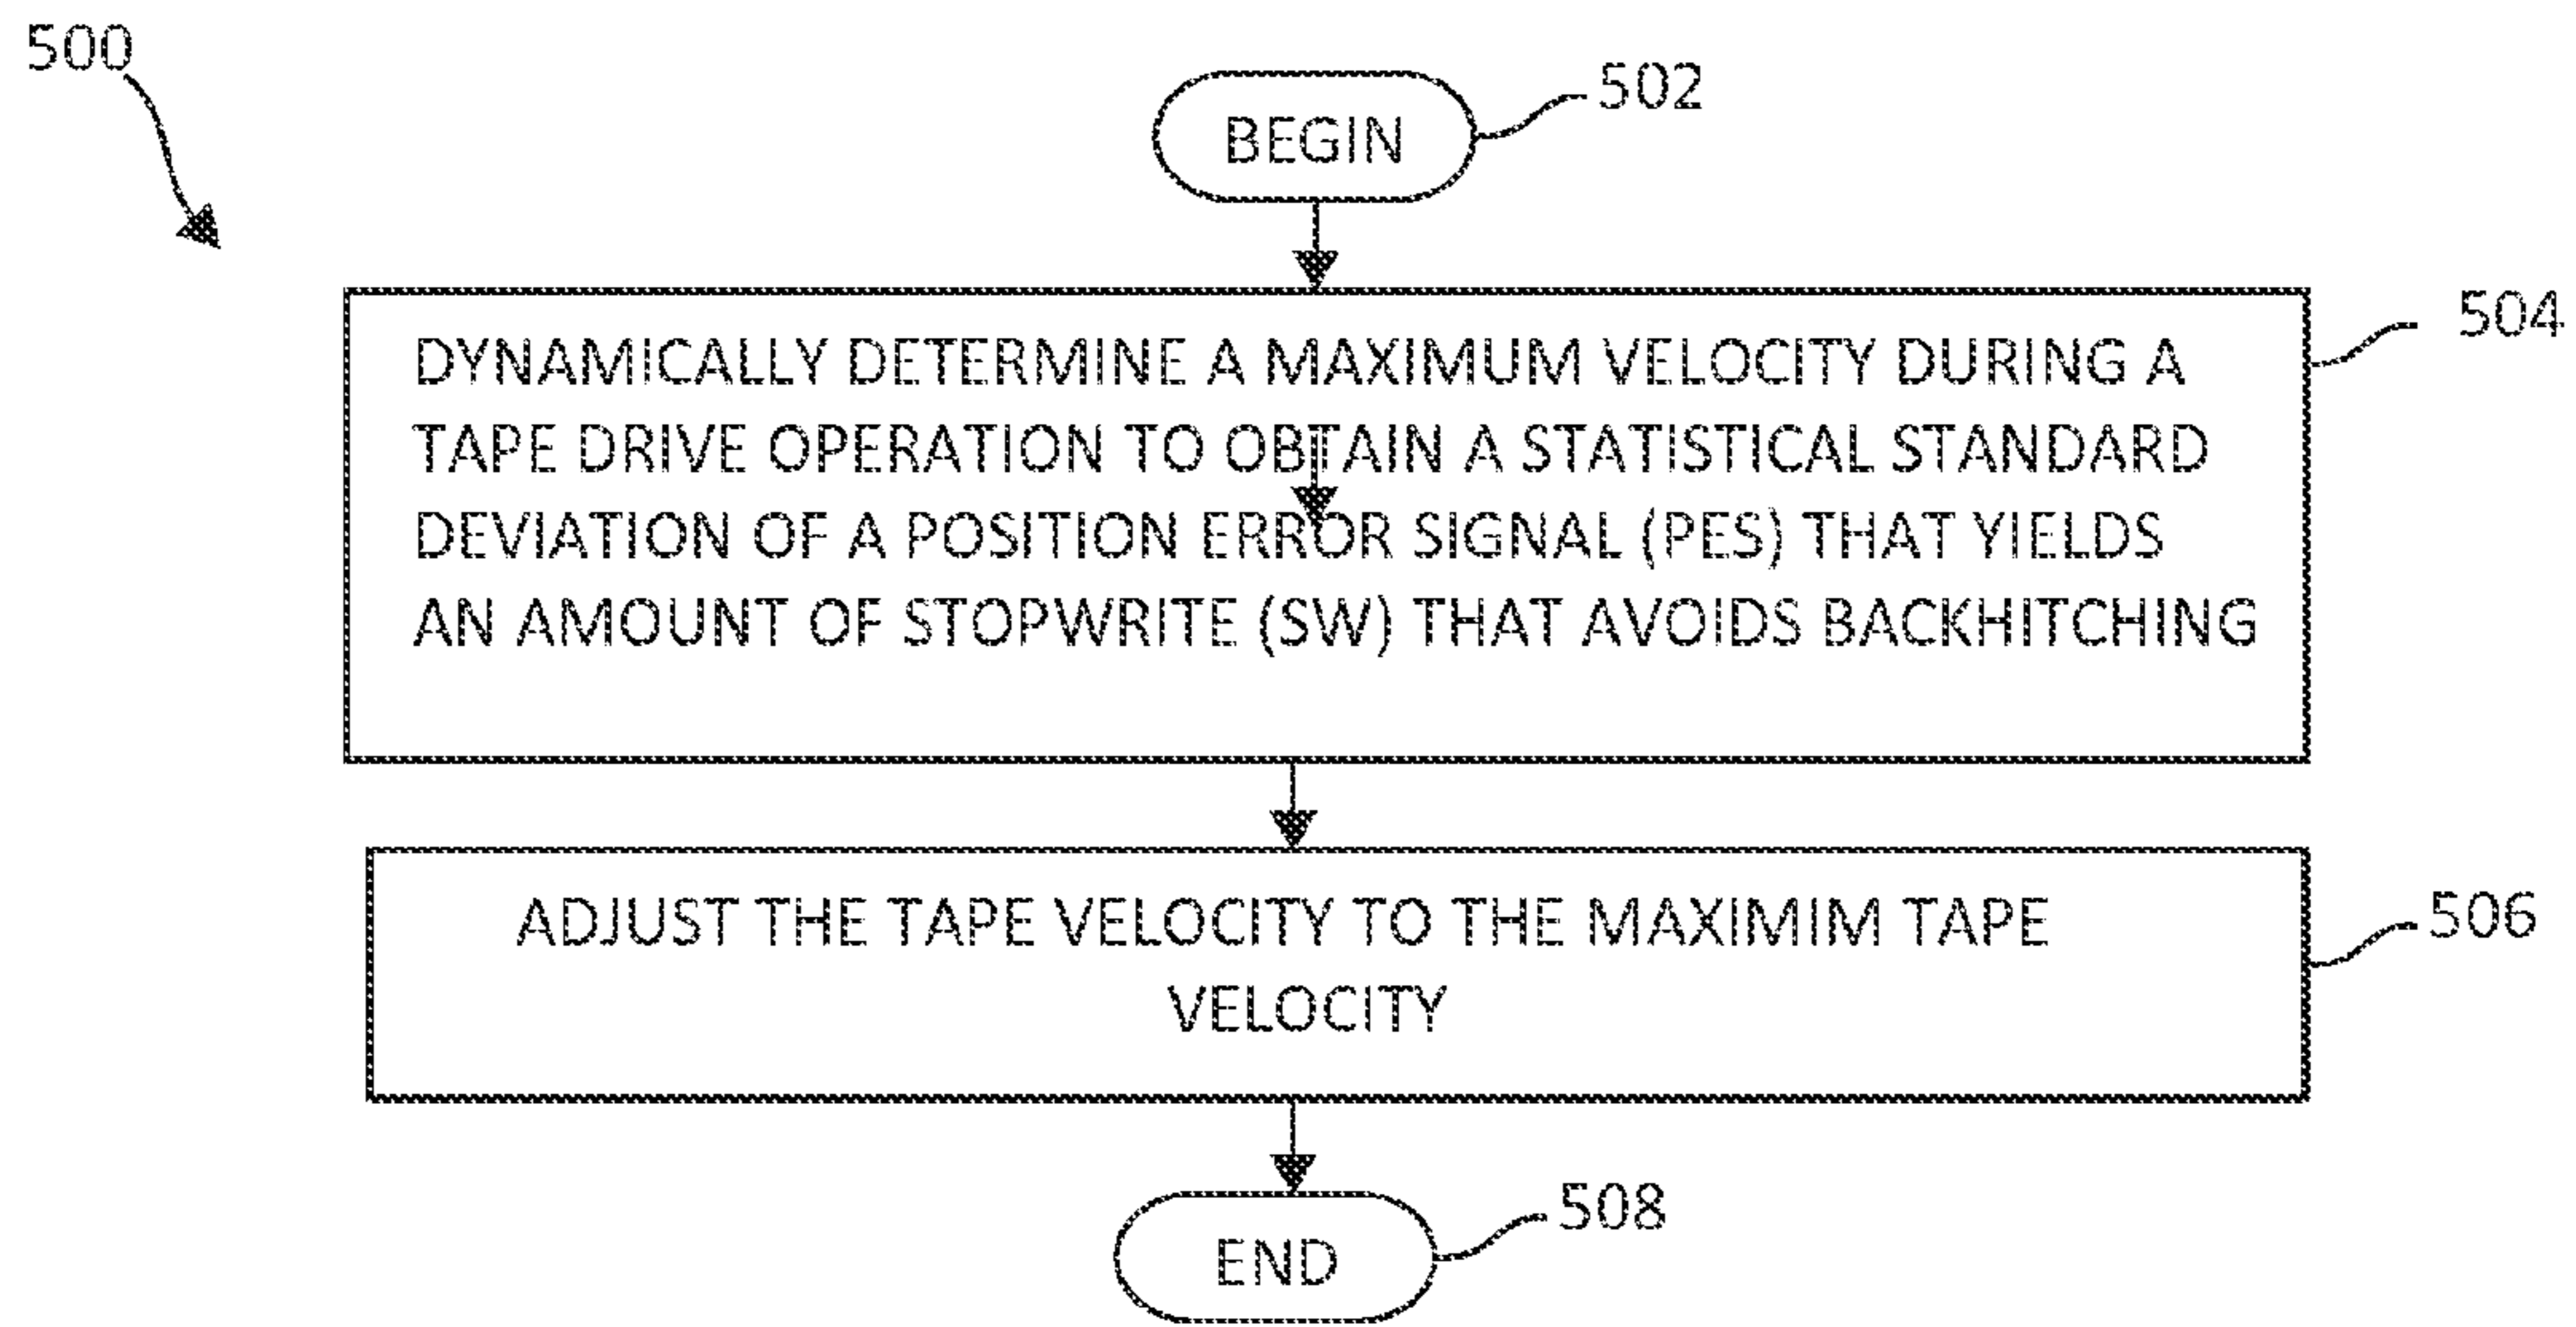 500
BEGIN
502
DYNAMICALLY DETERMINE A MAXIMUM VELOCITY DURING A
TAPE DRIVE OPERATION TO OBTAIN A STATISTICAL STANDARD
DEVIATION OF A POSITION ERROR SIGNAL (PES) THAT YIELDS
AN AMOUNT OF STOPWRITE (SW) THAT AVOIDS BACKHITCHING
504
ADJUST THE TAPE VELOCITY TO THE MAXIMIM TAPE
VELOCITY
506
END
508